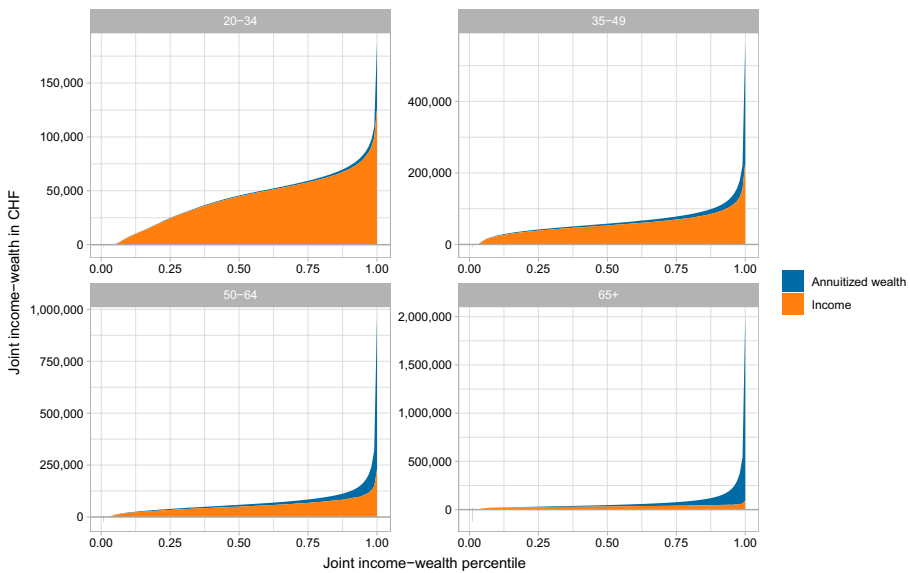 20−34
35−49
150,000
100,000
50,000
0
400,000
200,000
0
0.00 0.25 0.50 0.75 1.00
0.00 0.25 0.50 0.75 1.00
50−64
65+
1,000,000
750,000
500,000
250,000
0
2,000,000
1,500,000
1,000,000
500,000
0
0.00 0.25 0.50 0.75 1.00
0.00 0.25 0.50 0.75 1.00
Joint income−wealth in CHF
Joint income−wealth percentile
Annuitized wealth
Income